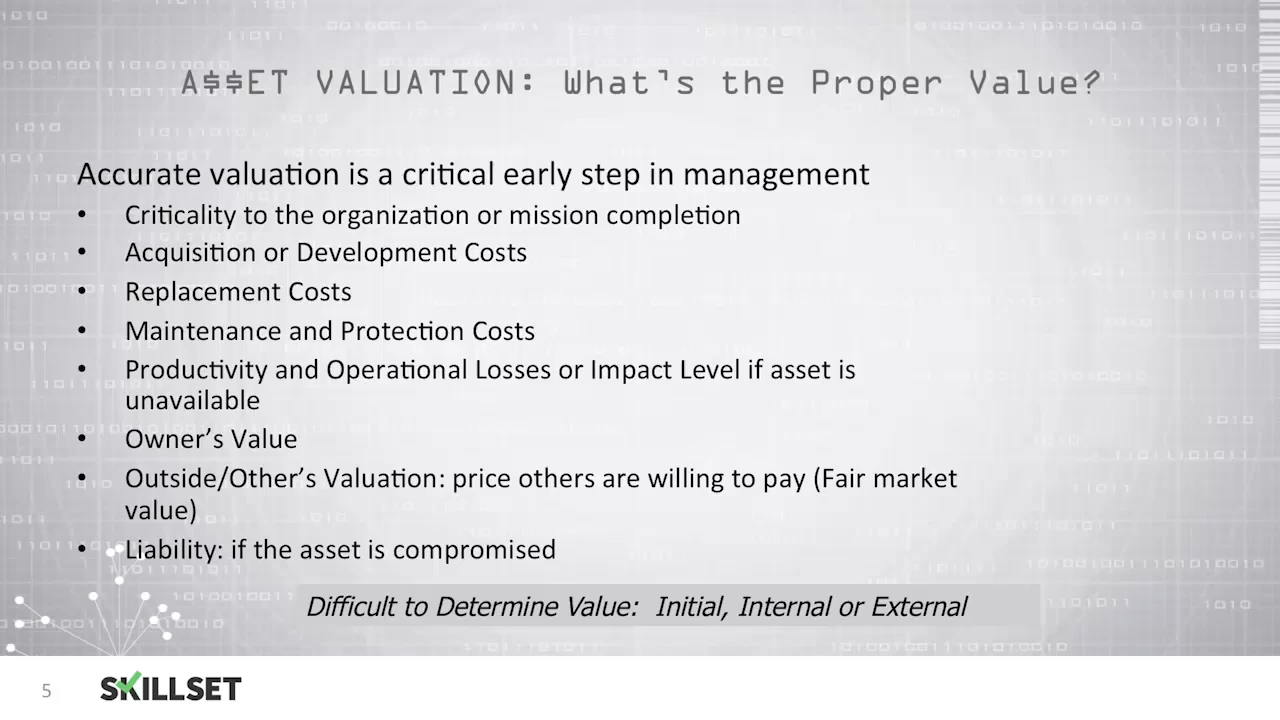 A$$ET VALUATION: What's the Proper Value?
Accurate valuation is a critical early step in management
• Criticality to the organization or mission completion
• Acquisition or Development Costs
• Replacement Costs
• Maintenance and Protection Costs
• Productivity and Operational Losses or Impact Level if asset is
unavailable
• Owner’s Value
• Outside/Other’s Valuation: price others are willing to pay (Fair market
value)
• Liability: if the asset is compromised
Difficult to Determine Value: Initial, Internal or External
5
SKILLSET